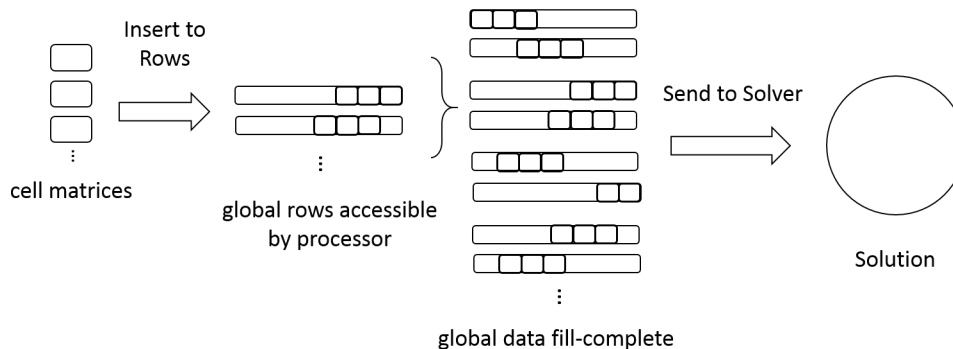 Insert to
Rows
cell matrices
global rows accessible
by processor
Send to Solver
Solution
global data fill-complete